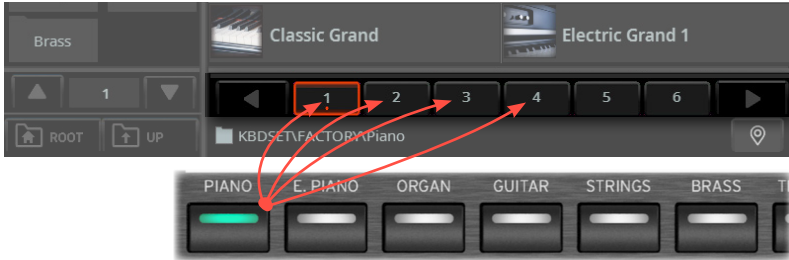 Brass
Classic Grand
Electric Grand 1
1
1 2 3 4 5 6
ROOT
UP
KBDSET\FACTORY\Piano
PIANO E. PIANO ORGAN GUITAR STRINGS BRASS